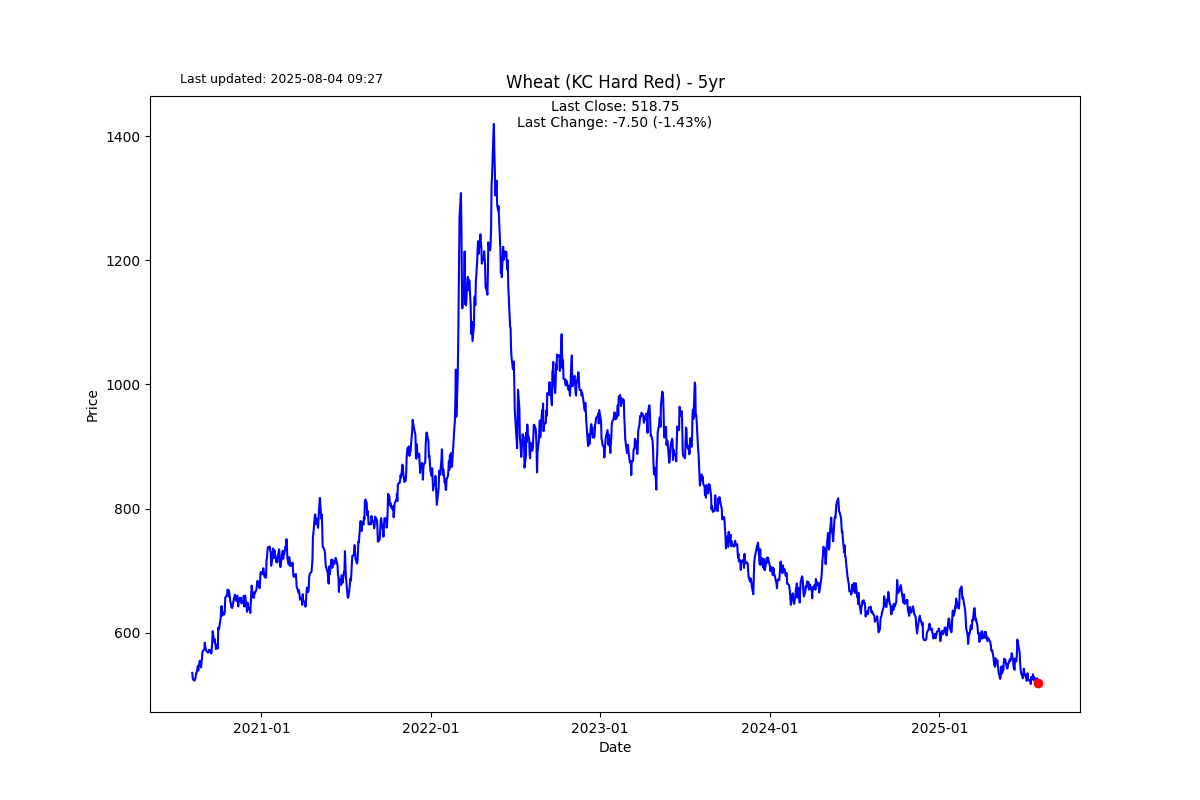 Last updated: 2025-08-04 09:27
Wheat (KC Hard Red) - 5yr
Last Close: 518.75
Last Change: -7.50 (-1.43%)
1400
1200
1000
800
600
Price
2021-01
2022-01
2023-01
2024-01
2025-01
Date